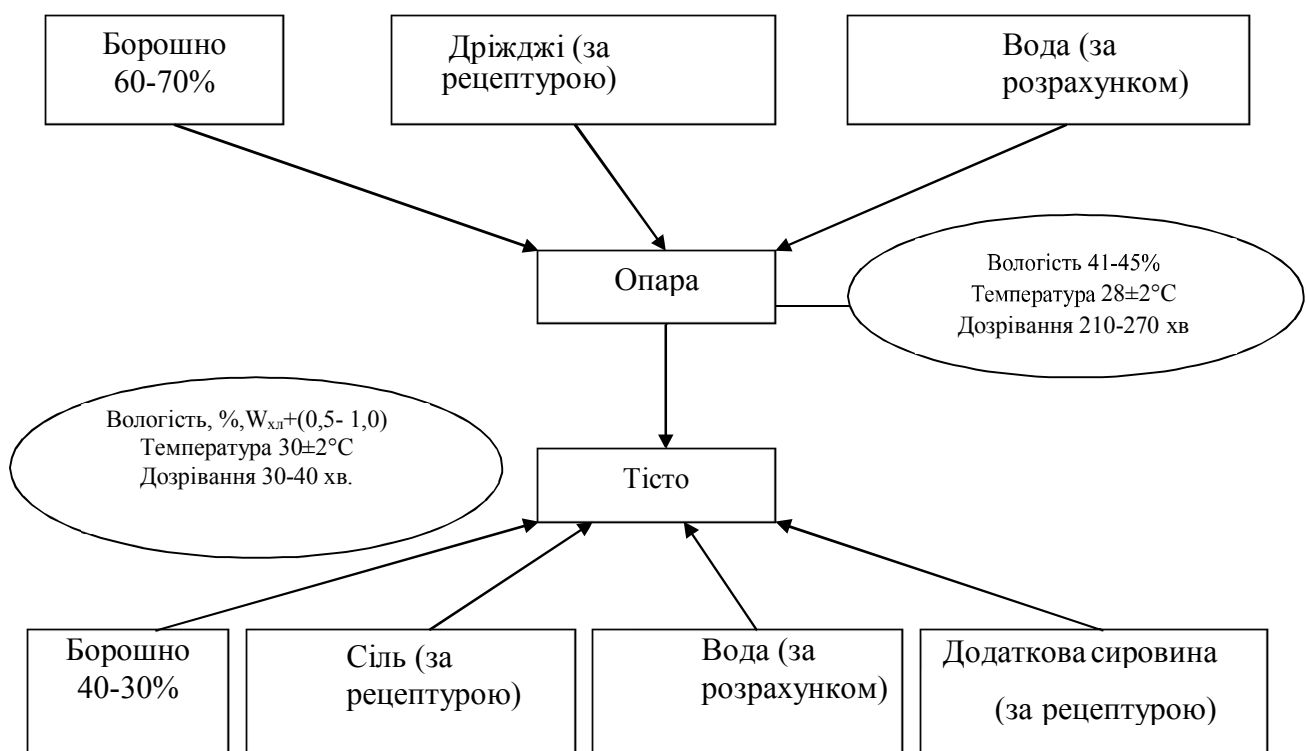 Борошно
60-70%
Дріжджі (за
рецептурою)
Вода (за
розрахунком)
Опара
Вологість 41-45%
Температура 28±2°С
Дозрівання 210-270 хв
Вологість, %,Wхл+(0,5- 1,0)
Температура 30±2°С
Дозрівання 30-40 хв.
Тісто
Борошно
40-30%
Сіль (за
рецептурою)
Вода (за
розрахунком)
Додаткова сировина
(за рецептурою)